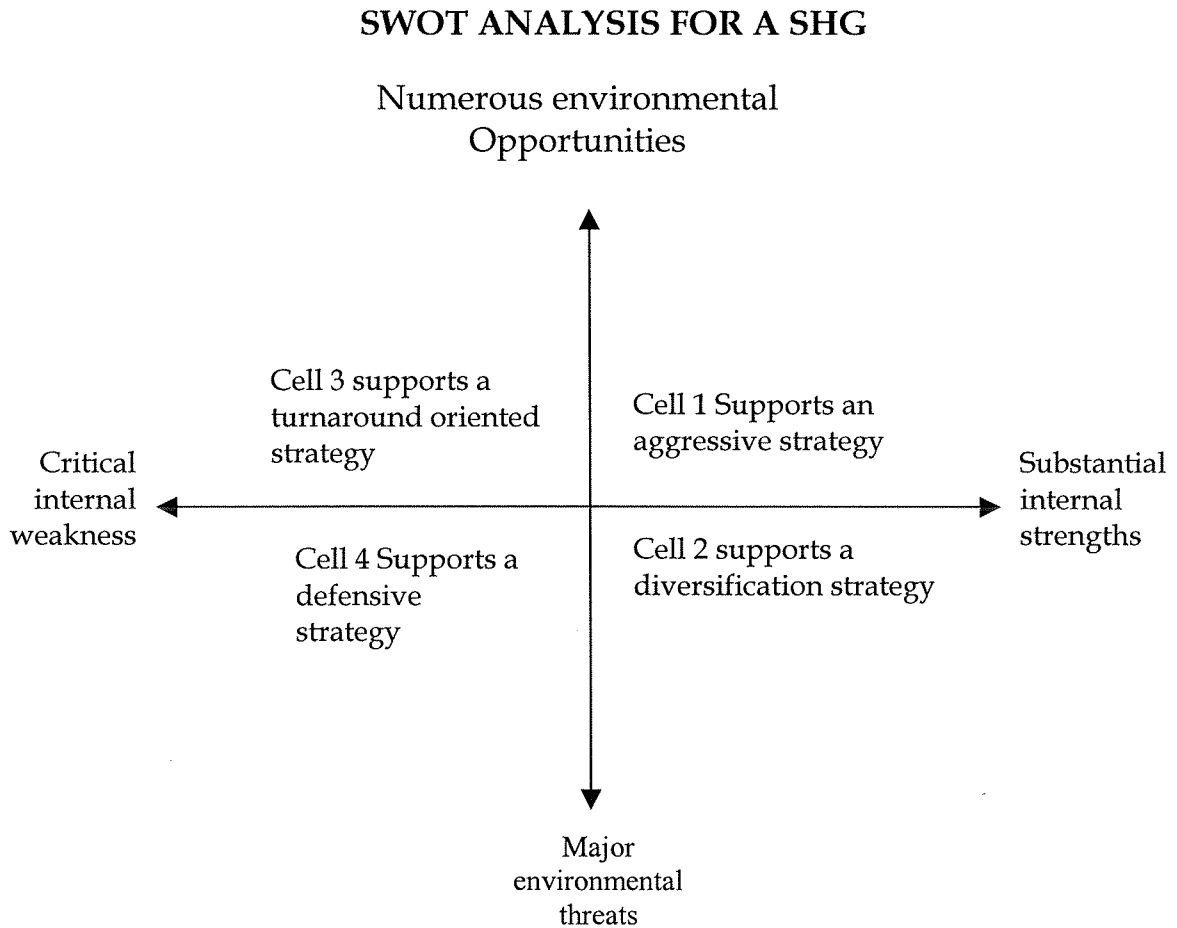 SWOT ANALYSIS FOR A SHG
Numerous environmental
Opportunities
Cell 3 supports a
turnaround oriented
strategy
Cell 1 Supports an
aggressive strategy
Critical
internal
weakness
Substantial
internal
strengths
Cell 4 Supports a
defensive
strategy
Cell 2 supports a
diversification strategy
Major
environmental
threats